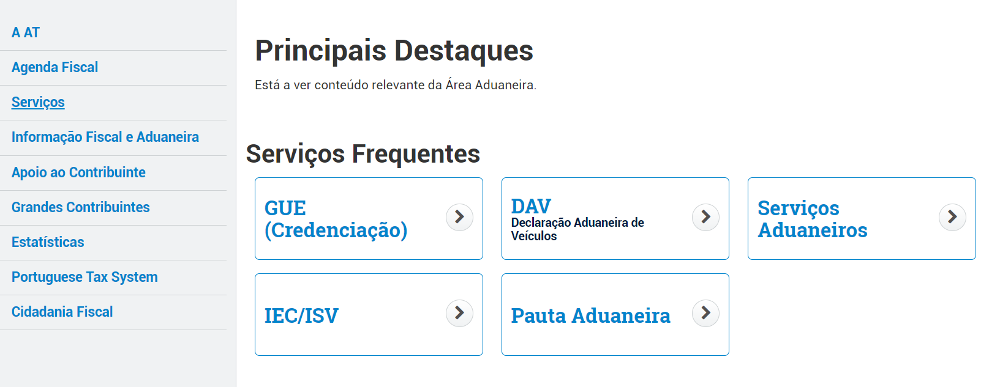 A AT
Agenda Fiscal
Serviços
Informação Fiscal e Aduaneira
Apoio ao Contribuinte
Grandes Contribuintes
Estatísticas
Portuguese Tax System
Cidadania Fiscal
Principais Destaques
Está a ver conteúdo relevante da Área Aduaneira.
Serviços Frequentes
GUE
(Credenciação)
DAV
Declaração Aduaneira de
Veículos
Serviços
Aduaneiros
IEC/ISV
Pauta Aduaneira